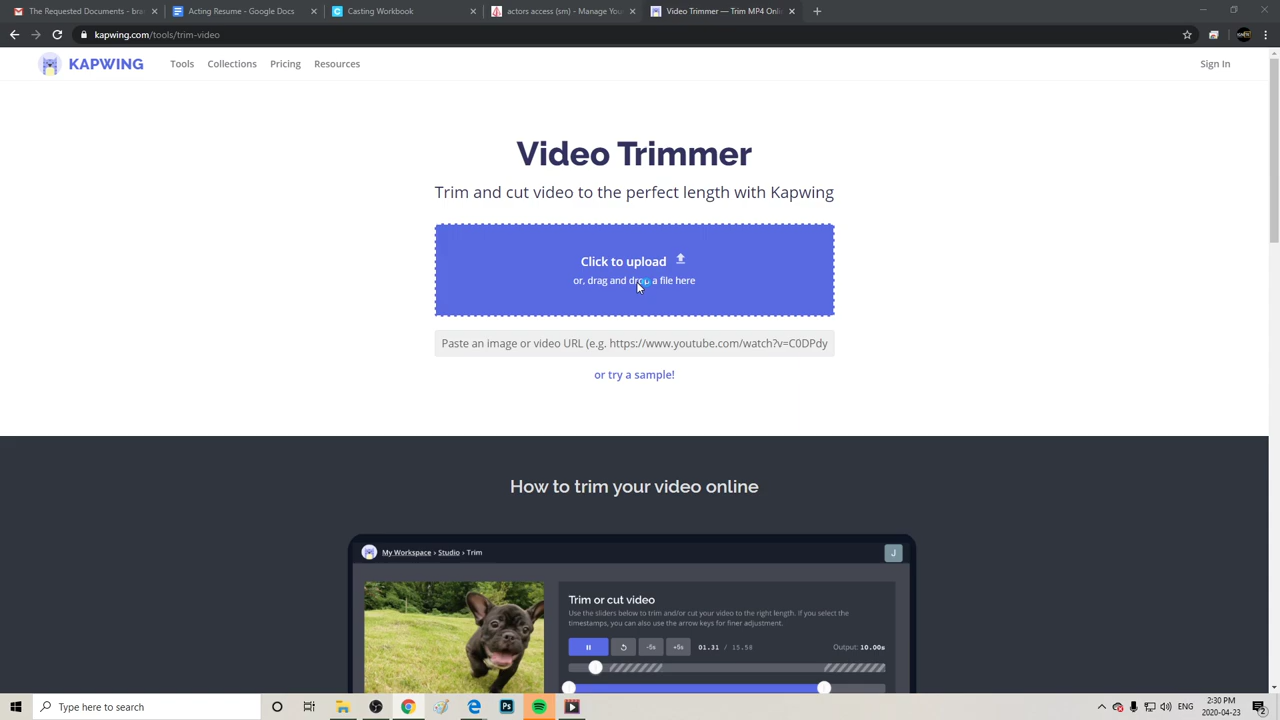 The Requested Documents - bra
Acting Resume - Google Docs
Casting Workbook
actors access (sm) - Manage You
Video Trimmer — Trim MP4 Onlin
kapwing.com/tools/trim-video
KAPWING
Tools
Collections
Pricing
Resources
Sign In
Video Trimmer
Trim and cut video to the perfect length with Kapwing
Click to upload
or, drag and drop a file here
Paste an image or video URL (e.g. https://www.youtube.com/watch?v=C0DPdy
or try a sample!
How to trim your video online
My Workspace › Studio › Trim
J
Trim or cut video
Use the sliders below to trim and/or cut your video to the right length. If you select the
timestamps, you can also use the arrow keys for finer adjustment.
-5s
+5s
01.31 / 15.58
Output: 10.00s
Type here to search
ENG
2:30 PM
2020-04-23
2